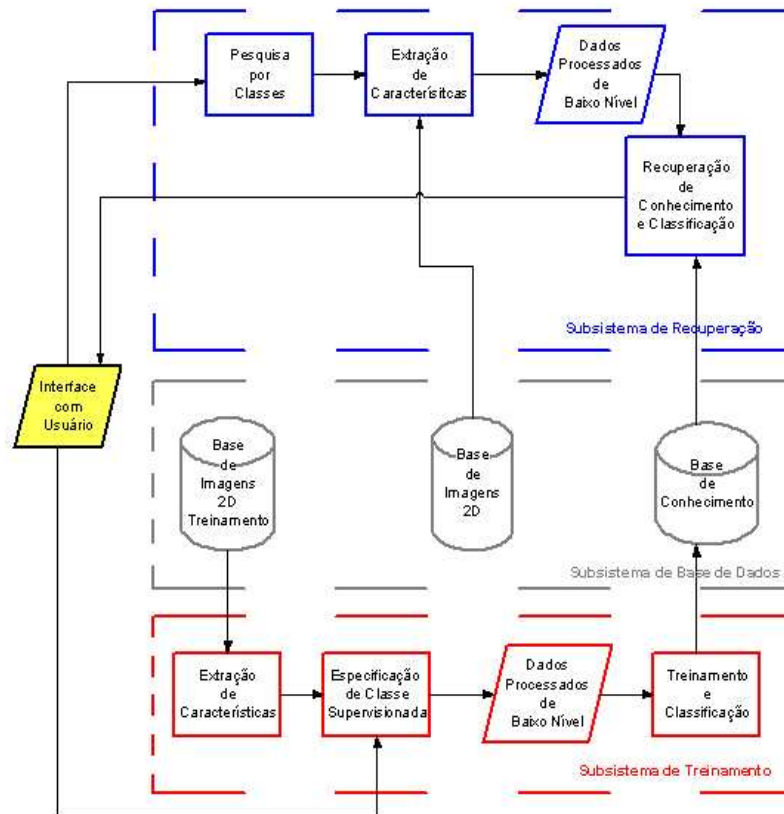 Pesquisa
por
Classes
Extração
de
Caracterísitcas
Dados
Processados
de
Baixo Nível
Recuperação
de
Conhecimento
e Classificação
Subsistema de Recuperação
Interface
com
Usuário
Base
de
Imagens
2D
Treinamento
Base
de
Imagens
2D
Base
de
Conhecimento
Subsistema de Base de Dados
Extração
de
Características
Especificação
de Classe
Supervisionada
Dados
Processados
de
Baixo Nível
Treinamento
e
Classificação
Subsistema de Treinamento